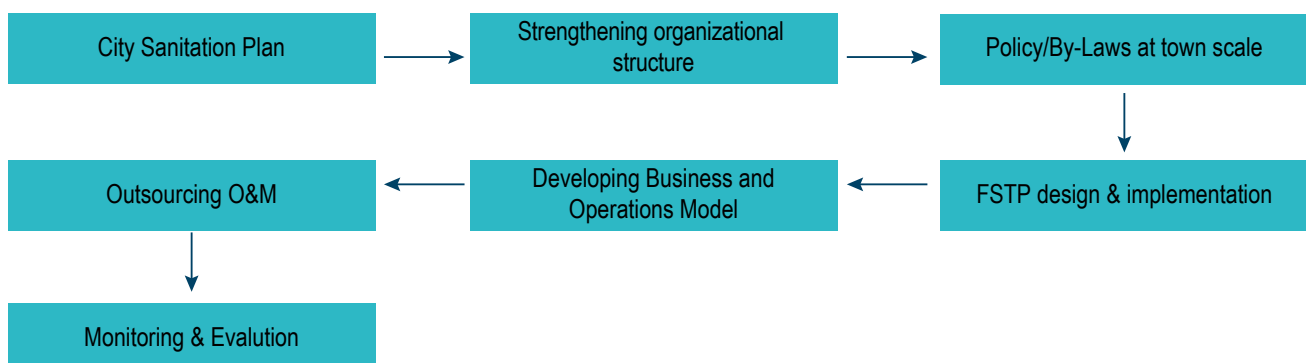 City Sanitation Plan
Strengthening organizational
structure
Policy/By-Laws at town scale
FSTP design & implementation
Developing Business and
Operations Model
Outsourcing O&M
Monitoring & Evalution